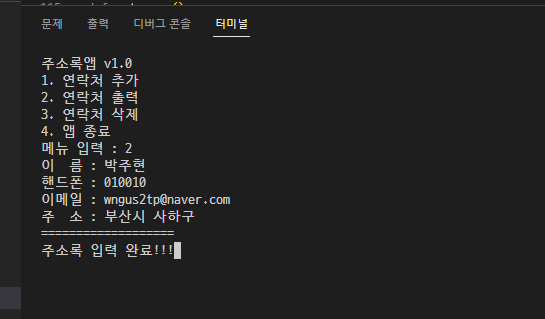 문제 출력 디버그 콘솔 터미널
주소록앱 v1.0
1. 연락처 추가
2. 연락처 출력
3. 연락처 삭제
4. 앱 종료
메뉴 입력 : 2
이  름 : 박주현
핸드폰 : 010010
이메일 : wngus2tp@naver.com
주  소 : 부산시 사하구
===================
주소록 입력 완료!!!